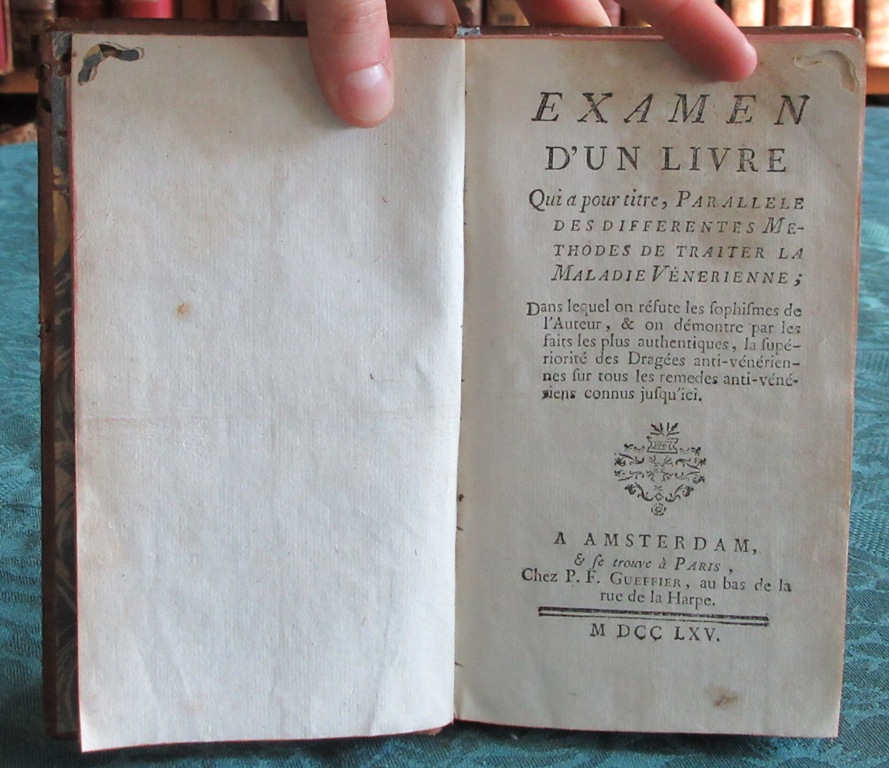 EXAMEN
D'UN LIVRE
Qui a pour titre, PARALLELE
DES DIFFERENTES ME-
THODES DE TRAITER LA
MALADIE VÉNERIENNE;
Dans lequel on réfute les ſophiſmes de
l'Auteur, & on démontre par les
faits les plus authentiques, la ſupé-
riorité des Dragées anti-vénérien-
nes ſur tous les remedes anti-véné-
riens connus juſqu'ici.
A AMSTERDAM,
& ſe trouve à PARIS,
Chez P. F. GUEFFIER, au bas de la
rue de la Harpe.
M DCC LXV.